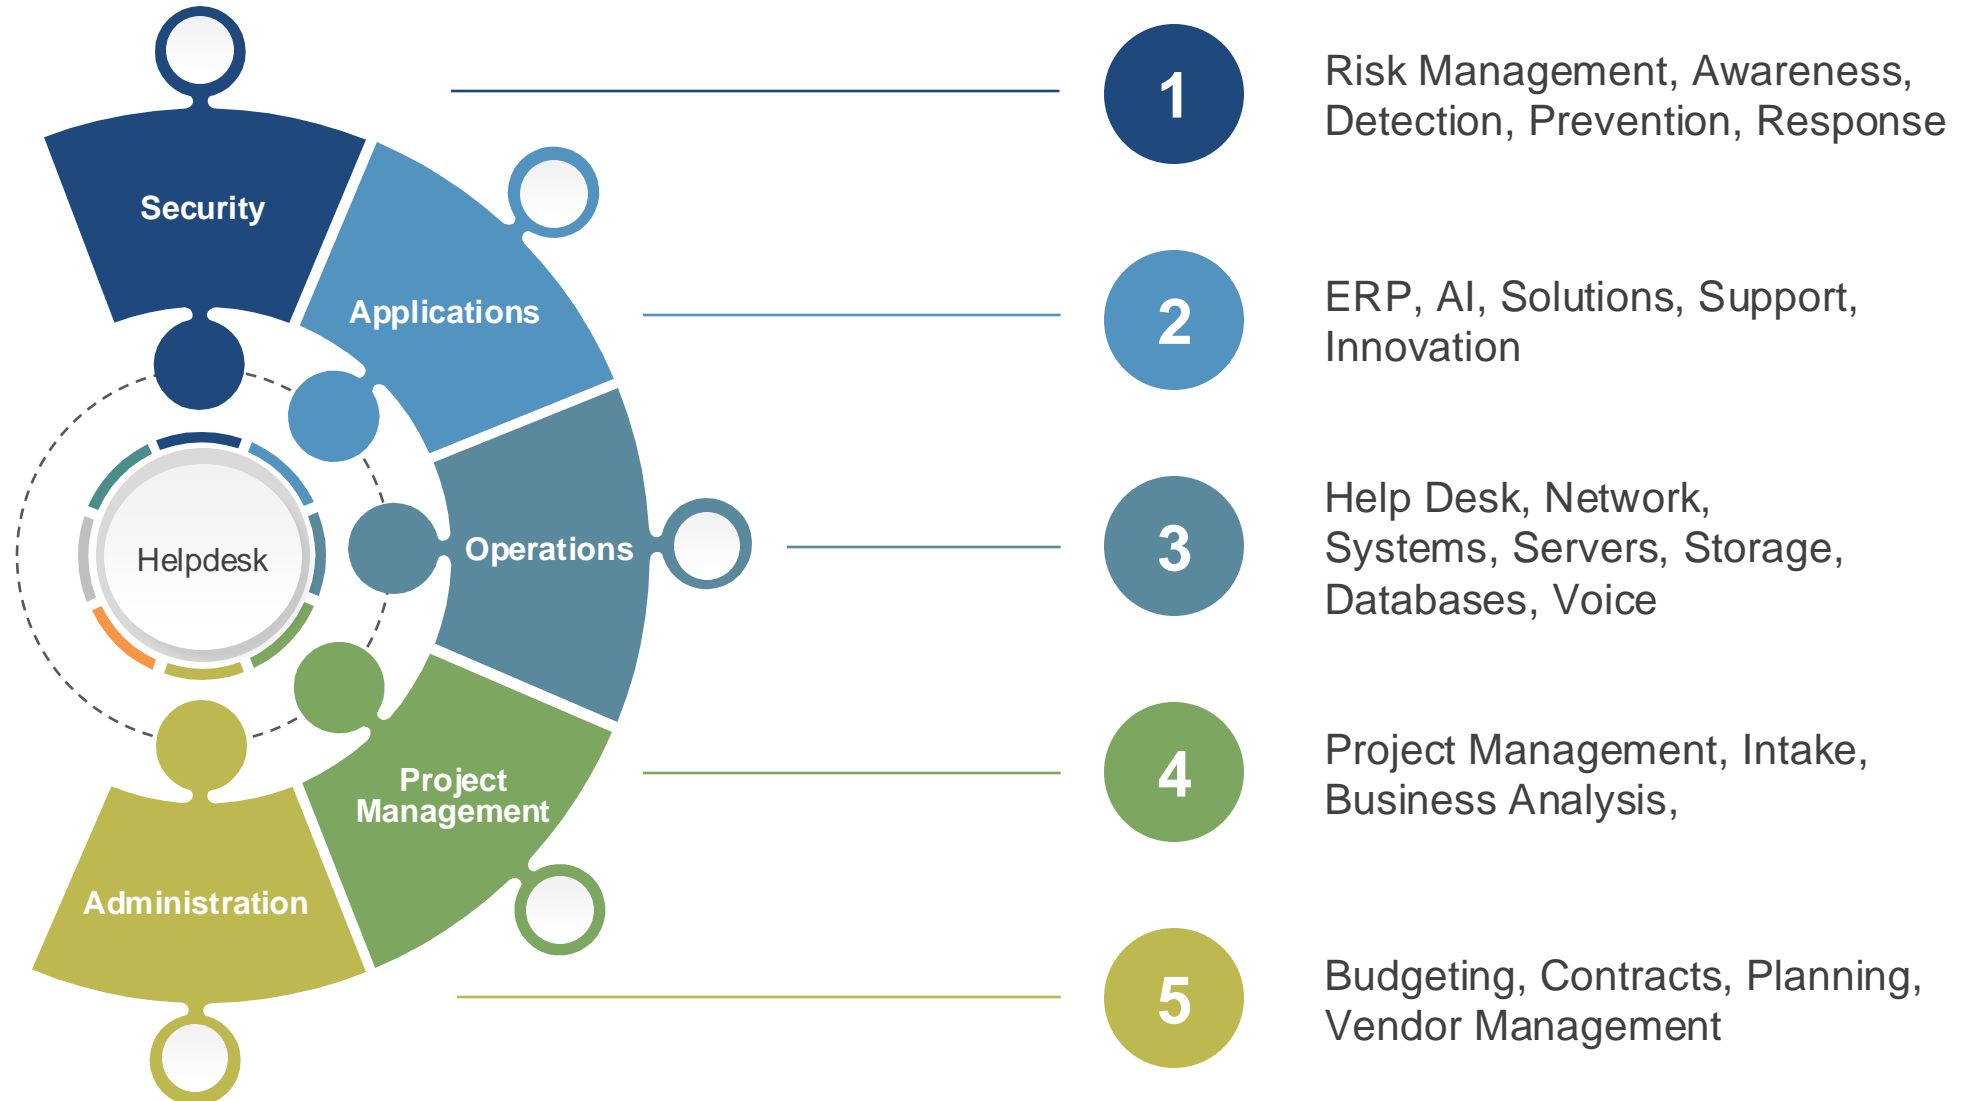 Security
1
Risk Management, Awareness,
Detection, Prevention, Response
Applications
2
ERP, AI, Solutions, Support,
Innovation
Helpdesk
Operations
3
Help Desk, Network,
Systems, Servers, Storage,
Databases, Voice
Project
Management
4
Project Management, Intake,
Business Analysis,
Administration
5
Budgeting, Contracts, Planning,
Vendor Management